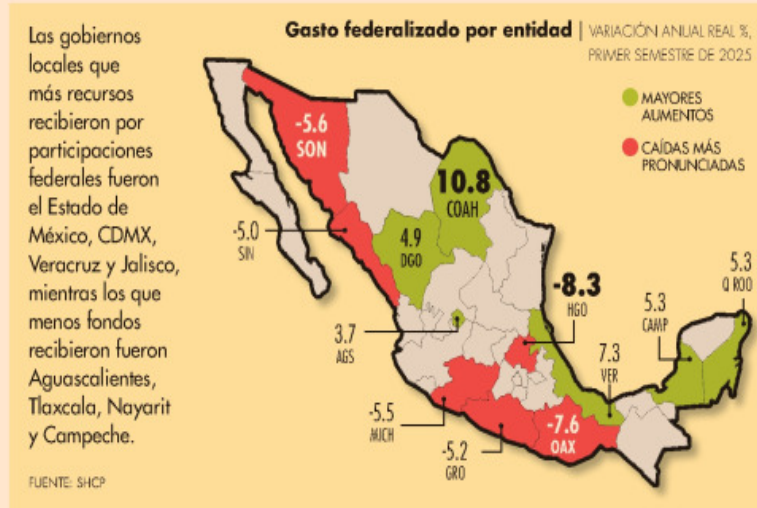 Las gobiernos
locales que
más recursos
recibieron por
participaciones
federales fueron
el Estado de
México, CDMX,
Veracruz y Jalisco,
mientras los que
menos fondos
recibieron fueron
Aguascalientes,
Tlaxcala, Nayarit
y Campeche.
FUENTE: SHCP
Gasto federalizado por entidad | VARIACIÓN ANUAL REAL %,
PRIMER SEMESTRE DE 2025
MAYORES
AUMENTOS
CAÍDAS MÁS
PRONUNCIADAS
-5.6
SON
10.8
COAH
-5.0
SIN
4.9
DGO
-8.3
HGO
5.3
Q ROO
5.3
CAMP
3.7
AGS
7.3
VER
-5.5
MICH
-5.2
GRO
-7.6
OAX